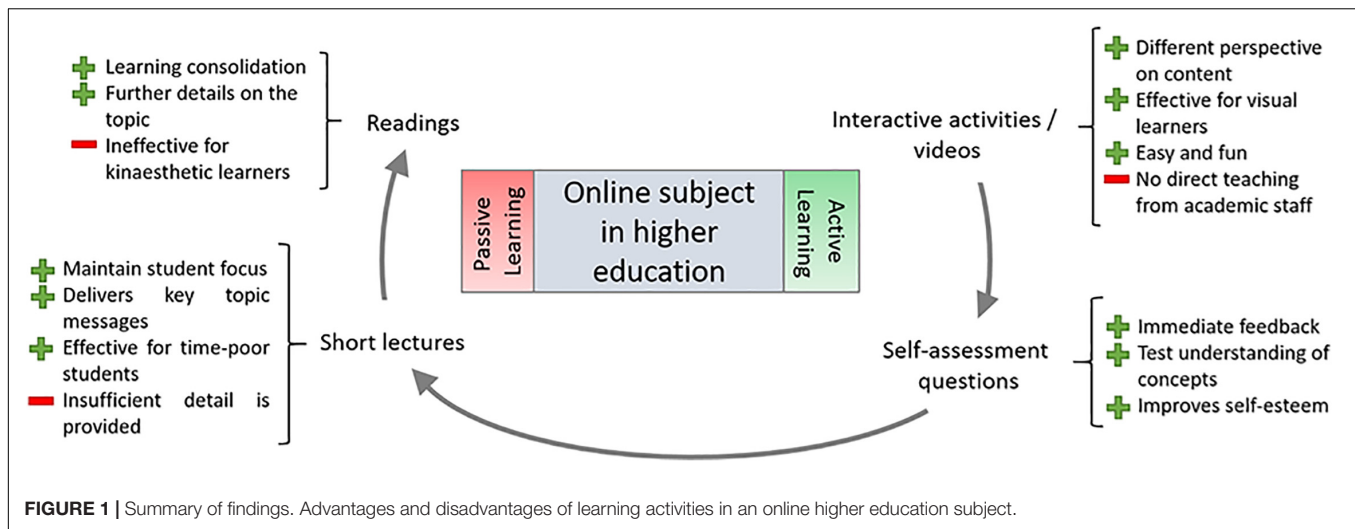 Learning consolidation
Further details on the
topic
Ineffective for
kinaesthetic learners
Readings
Maintain student focus
Delivers key topic
messages
Effective for time-poor
students
Insufficient detail is
provided
Short lectures
Passive
Learning
Online subject
in higher
education
Active
Learning
Interactive activities /
videos
Different perspective
on content
Effective for visual
learners
Easy and fun
No direct teaching
from academic staff
Self-assessment
questions
Immediate feedback
Test understanding of
concepts
Improves self-esteem
FIGURE 1 | Summary of findings. Advantages and disadvantages of learning activities in an online higher education subject.